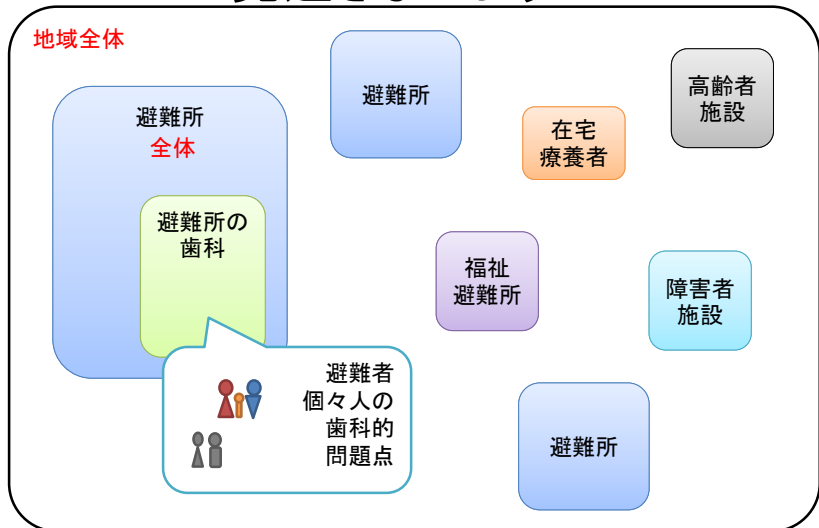 地域全体
避難所
全体
避難所の
歯科
避難者
個々人の
歯科的
問題点
避難所
在宅
療養者
高齢者
施設
福祉
避難所
障害者
施設
避難所